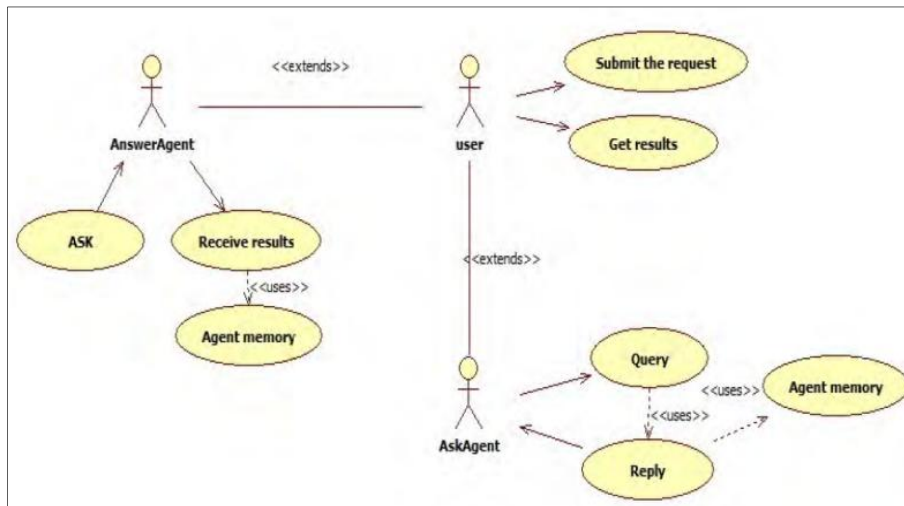 <<extends>>
Submit the request
AnswerAgent
user
Get results
ASK
Receive results
<<extends>>
<<uses>>
Agent memory
Query
Agent memory
<<uses>>
<<uses>>
AskAgent
Reply